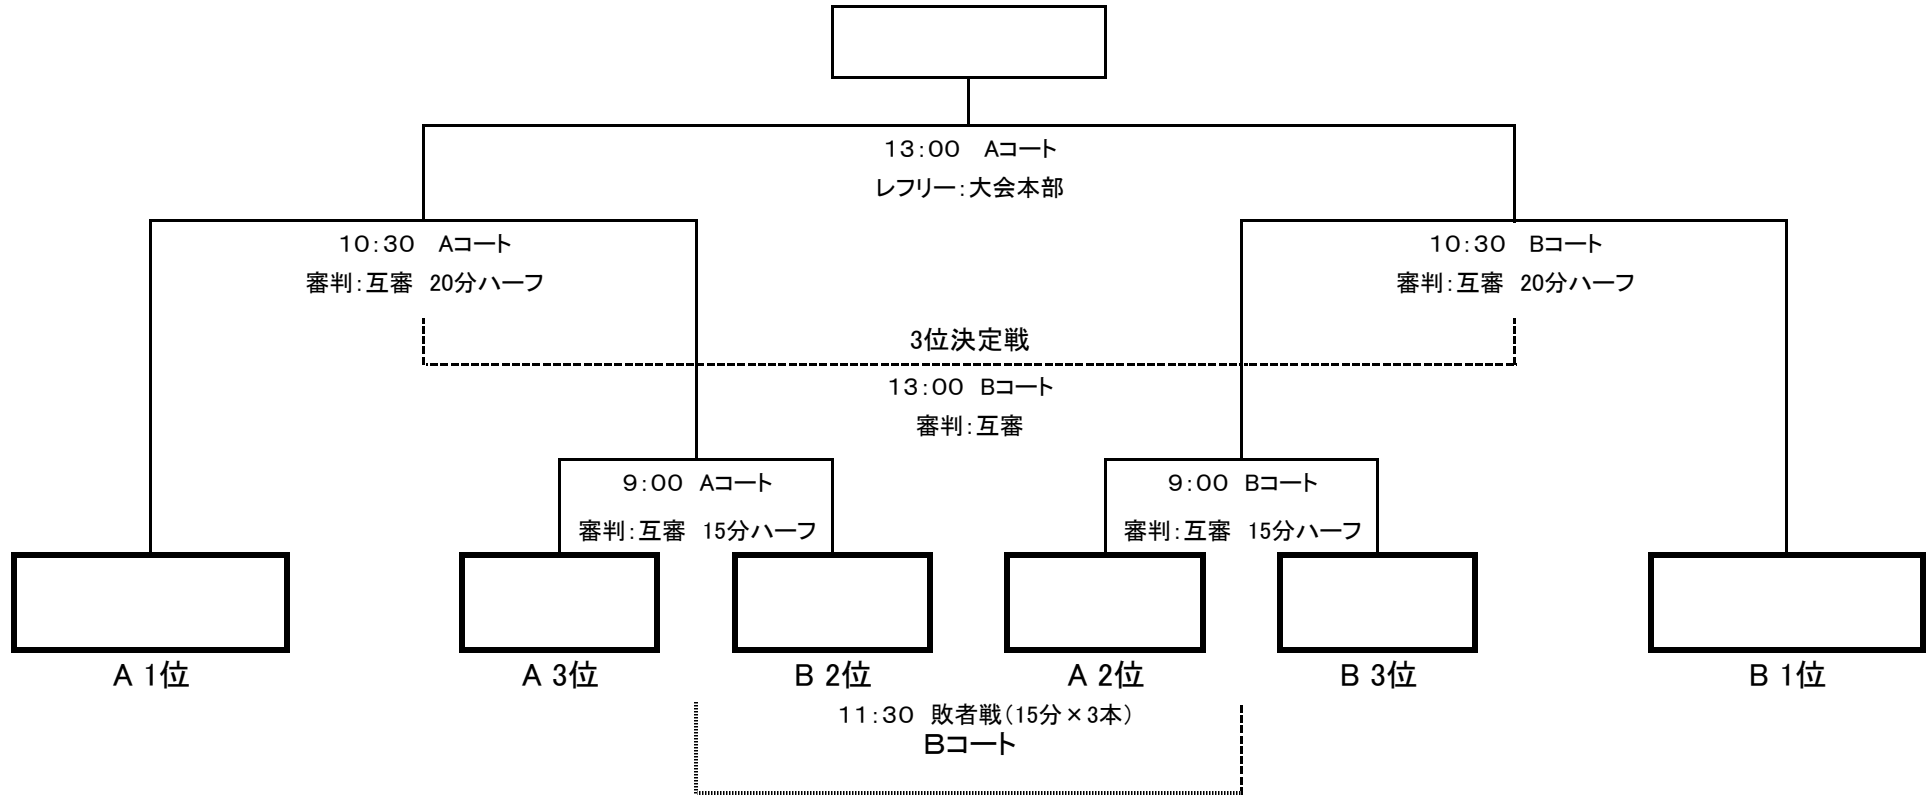 13:00　Aコート
レフリー:大会本部
10:30　Aコート
審判:互審　20分ハーフ
10:30　Bコート
審判:互審　20分ハーフ
3位決定戦
13:00　Bコート
審判:互審
9:00　Aコート
審判:互審　15分ハーフ
9:00　Bコート
審判:互審　15分ハーフ
A 1位
A 3位
B 2位
A 2位
B 3位
B 1位
11:30　敗者戦(15分×3本)
Bコート